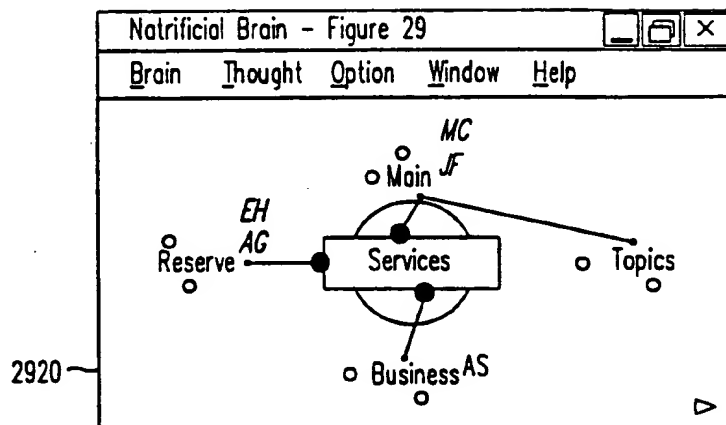 Natrificial Brain - Figure 29
Brain Thought Option Window Help
MC
Main JF
EH
AG
Reserve
Services
Topics
2920
Business AS